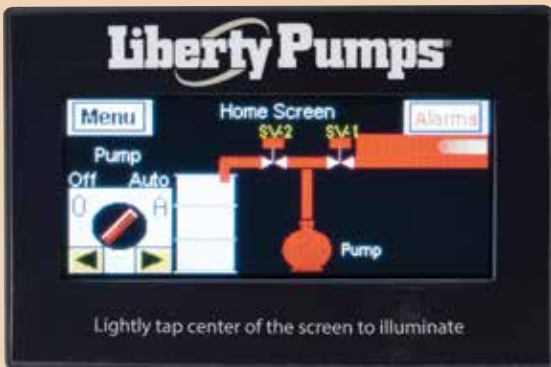 Liberty Pumps
Menu
Home Screen
Alarms
SV-2 SV-1
Pump
Off Auto
O A
Pump
Lightly tap center of the screen to illuminate